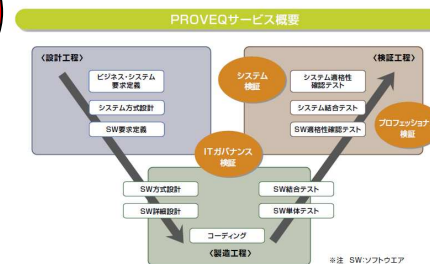 PROVEQサービス概要
〈設計工程〉
〈検証工程〉
ビジネス・システム
要求定義
システム
検証
システム適格性
確認テスト
システム方式設計
システム結合テスト
SW要求定義
SW適格性確認テスト
プロフェッショナ
検証
ITガバナンス
検証
SW方式設計
SW結合テスト
SW詳細設計
SW単体テスト
コーディング
〈製造工程〉
※注 SW:ソフトウエア